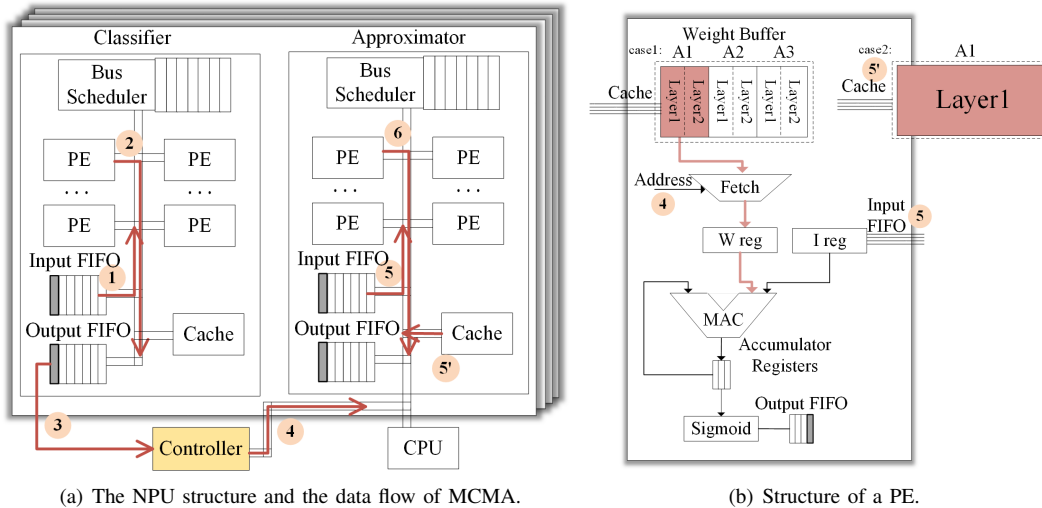 Classifier
Bus
Scheduler
2
PE
PE
. . .
. . .
PE
PE
Input FIFO
1
Output FIFO
Cache
3
Controller
4
Approximator
Bus
Scheduler
6
PE
PE
. . .
. . .
PE
PE
Input FIFO
5
Output FIFO
Cache
5'
CPU
(a) The NPU structure and the data flow of MCMA.
Weight Buffer
case1:
A1
A2
A3
Cache
Layer1
Layer2
Layer1
Layer2
Layer1
Layer2
case2:
A1
5'
Cache
Layer1
Address
4
Fetch
Input
FIFO
5
W reg
I reg
MAC
Accumulator
Registers
Output FIFO
Sigmoid
(b) Structure of a PE.